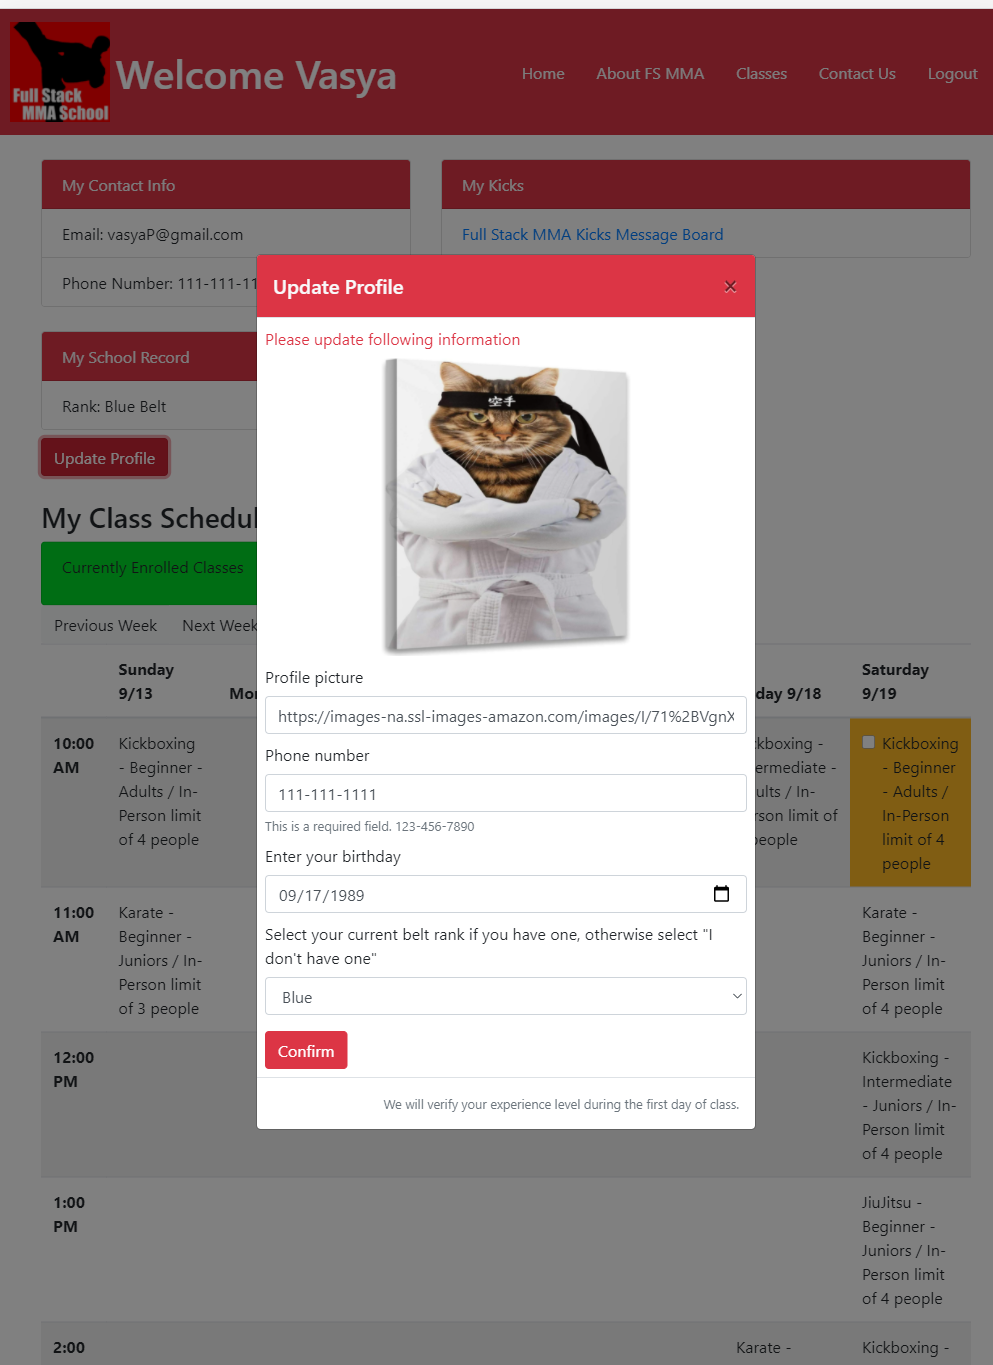 Full Stack
MMA School
Welcome Vasya
Home
About FS MMA
Classes
Contact Us
Logout
My Contact Info
Email: vasyaP@gmail.com
Phone Number: 111-111-11
My Kicks
Full Stack MMA Kicks Message Board
My School Record
Rank: Blue Belt
Update Profile
My Class Schedul
Currently Enrolled Classes
Previous Week
Next Week
Update Profile
×
Please update following information
空手
Profile picture
https://images-na.ssl-images-amazon.com/images/I/71%2BVgnX
Phone number
111-111-1111
This is a required field. 123-456-7890
Enter your birthday
09/17/1989
Select your current belt rank if you have one, otherwise select "I
don't have one"
Blue
Confirm
We will verify your experience level during the first day of class.
Sunday
9/13
Mo
day 9/18
Saturday
9/19
10:00
AM
Kickboxing
- Beginner -
Adults / In-
Person limit
of 4 people
kboxing -
ermediate -
ults / In-
rson limit of
people
Kickboxing
- Beginner
- Adults /
In-Person
limit of 4
people
11:00
AM
Karate -
Beginner -
Juniors / In-
Person limit
of 3 people
Karate -
Beginner -
Juniors / In-
Person limit
of 4 people
12:00
PM
Kickboxing -
Intermediate
- Juniors / In-
Person limit
of 4 people
1:00
PM
JiuJitsu -
Beginner -
Juniors / In-
Person limit
of 4 people
2:00
Karate -
Kickboxing -